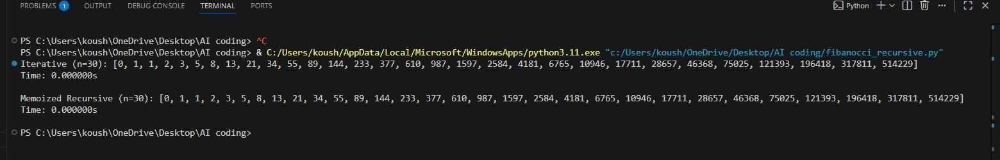 PROBLEMS 1 OUTPUT DEBUG CONSOLE TERMINAL PORTS Python
PS C:\Users\koush\OneDrive\Desktop\AI coding> ^C
PS C:\Users\koush\OneDrive\Desktop\AI coding> & C:/Users/koush/AppData/Local/Microsoft/WindowsApps/python3.11.exe "c:/Users/koush/OneDrive/Desktop/AI coding/fibanocci_recursive.py"
Iterative (n=30): [0, 1, 1, 2, 3, 5, 8, 13, 21, 34, 55, 89, 144, 233, 377, 610, 987, 1597, 2584, 4181, 6765, 10946, 17711, 28657, 46368, 75025, 121393, 196418, 317811, 514229]
Time: 0.000000s
Memoized Recursive (n=30): [0, 1, 1, 2, 3, 5, 8, 13, 21, 34, 55, 89, 144, 233, 377, 610, 987, 1597, 2584, 4181, 6765, 10946, 17711, 28657, 46368, 75025, 121393, 196418, 317811, 514229]
Time: 0.000000s
PS C:\Users\koush\OneDrive\Desktop\AI coding>